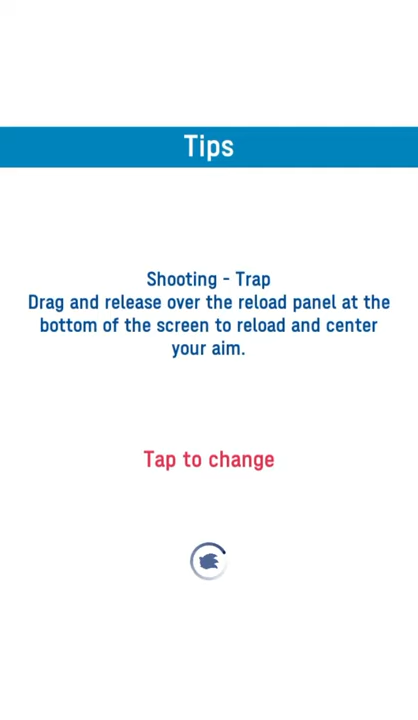 Tips
Shooting - Trap
Drag and release over the reload panel at the
bottom of the screen to reload and center
your aim.
Tap to change